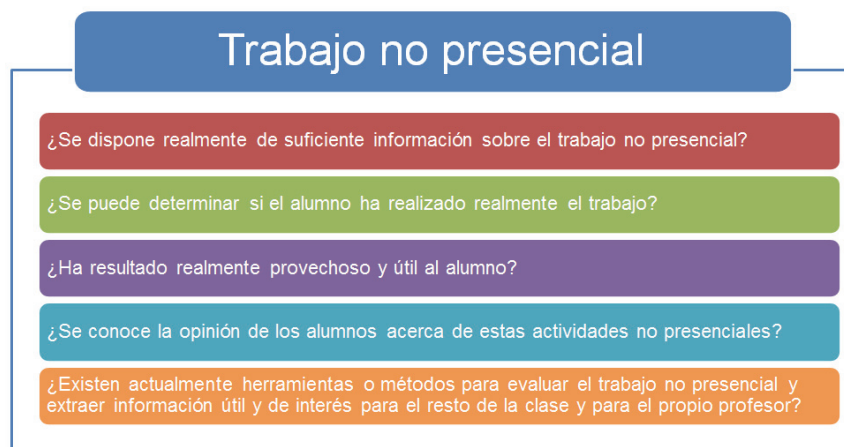 Trabajo no presencial
¿Se dispone realmente de suficiente información sobre el trabajo no presencial?
¿Se puede determinar si el alumno ha realizado realmente el trabajo?
¿Ha resultado realmente provechoso y útil al alumno?
¿Se conoce la opinión de los alumnos acerca de estas actividades no presenciales?
¿Existen actualmente herramientas o métodos para evaluar el trabajo no presencial y
extraer información útil y de interés para el resto de la clase y para el propio profesor?